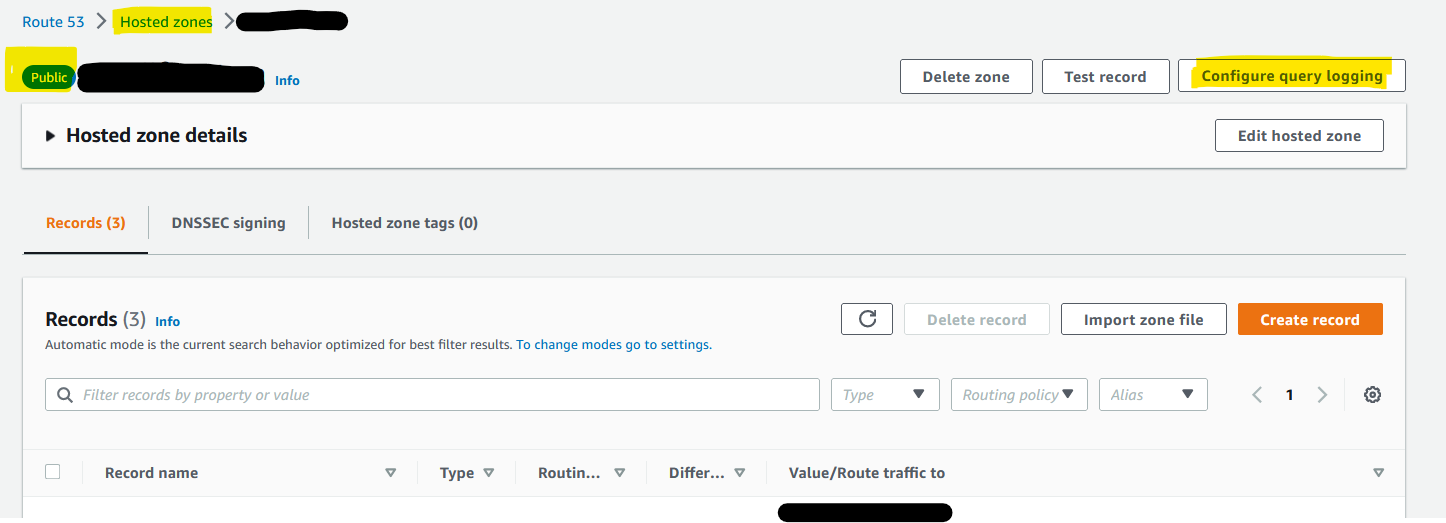 Route 53 > Hosted zones >
Public Info Delete zone Test record Configure query logging
Hosted zone details Edit hosted zone
Records (3) DNSSEC signing Hosted zone tags (0)
Records (3) Info Delete record Import zone file Create record
Automatic mode is the current search behavior optimized for best filter results. To change modes go to settings.
Filter records by property or value Type Routing policy Alias 1
Record name Type Routin... Differ... Value/Route traffic to